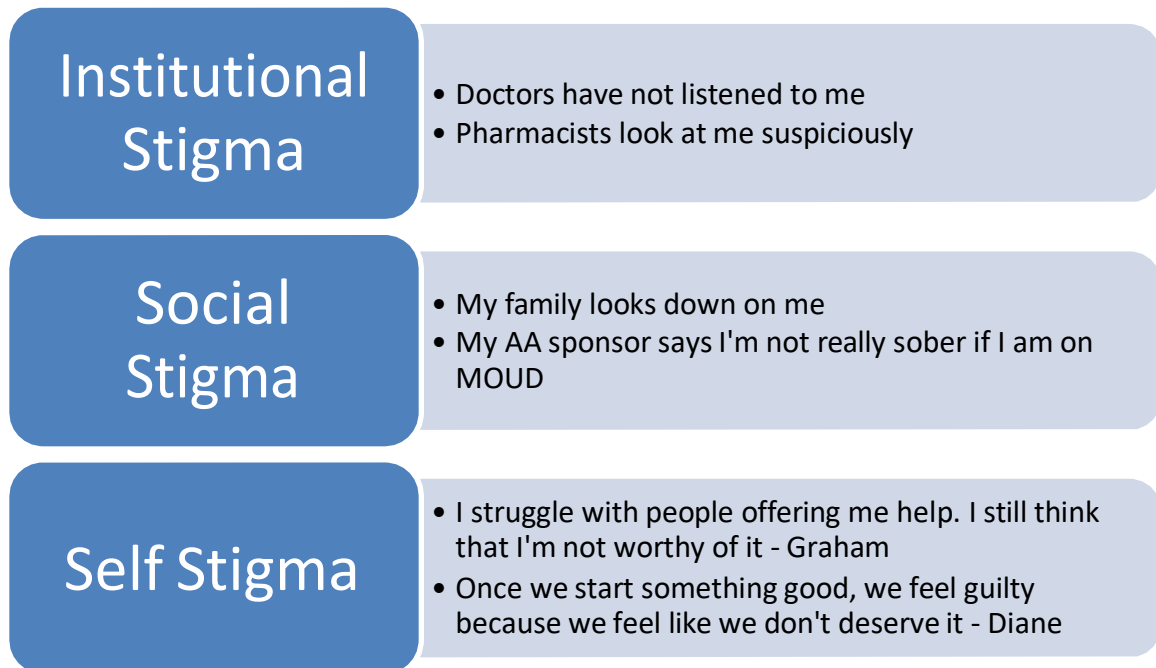 Institutional
Stigma
• Doctors have not listened to me
• Pharmacists look at me suspiciously
Social
Stigma
• My family looks down on me
• My AA sponsor says I'm not really sober if I am on
MOUD
Self Stigma
• I struggle with people offering me help. I still think
that I'm not worthy of it - Graham
• Once we start something good, we feel guilty
because we feel like we don't deserve it - Diane